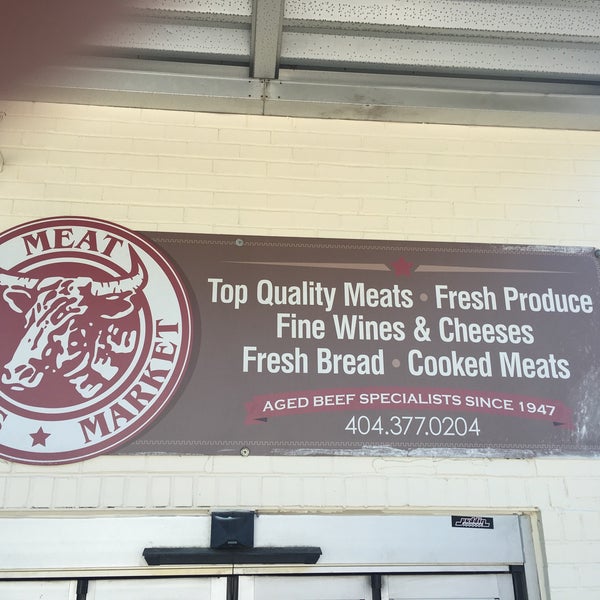 MEAT
MARKET
Top Quality Meats • Fresh Produce
Fine Wines & Cheeses
Fresh Bread • Cooked Meats
AGED BEEF SPECIALISTS SINCE 1947
404.377.0204